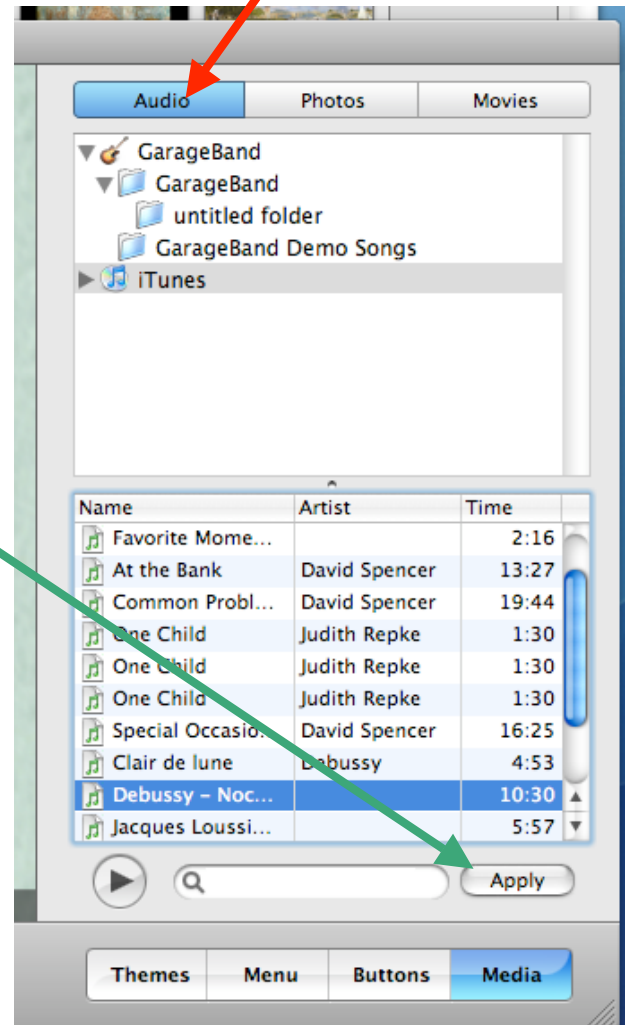 Audio Photos Movies
GarageBand
GarageBand
untitled folder
GarageBand Demo Songs
iTunes
Name Artist Time
Favorite Mome... 2:16
At the Bank David Spencer 13:27
Common Probl... David Spencer 19:44
One Child Judith Repke 1:30
One Child Judith Repke 1:30
One Child Judith Repke 1:30
Special Occasio. David Spencer 16:25
Clair de lune Debussy 4:53
Debussy – Noc... 10:30
Jacques Loussi... 5:57
Apply
Themes Menu Buttons Media